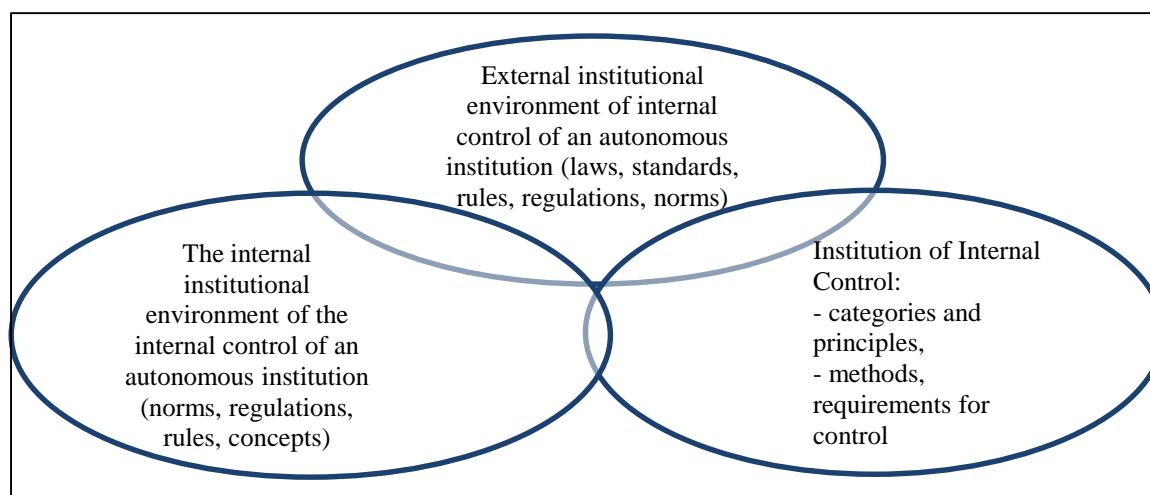 External institutional
environment of internal
control of an autonomous
institution (laws, standards,
rules, regulations, norms)
The internal
institutional
environment of the
internal control of an
autonomous institution
(norms, regulations,
rules, concepts)
Institution of Internal
Control:
- categories and
principles,
- methods,
requirements for
control